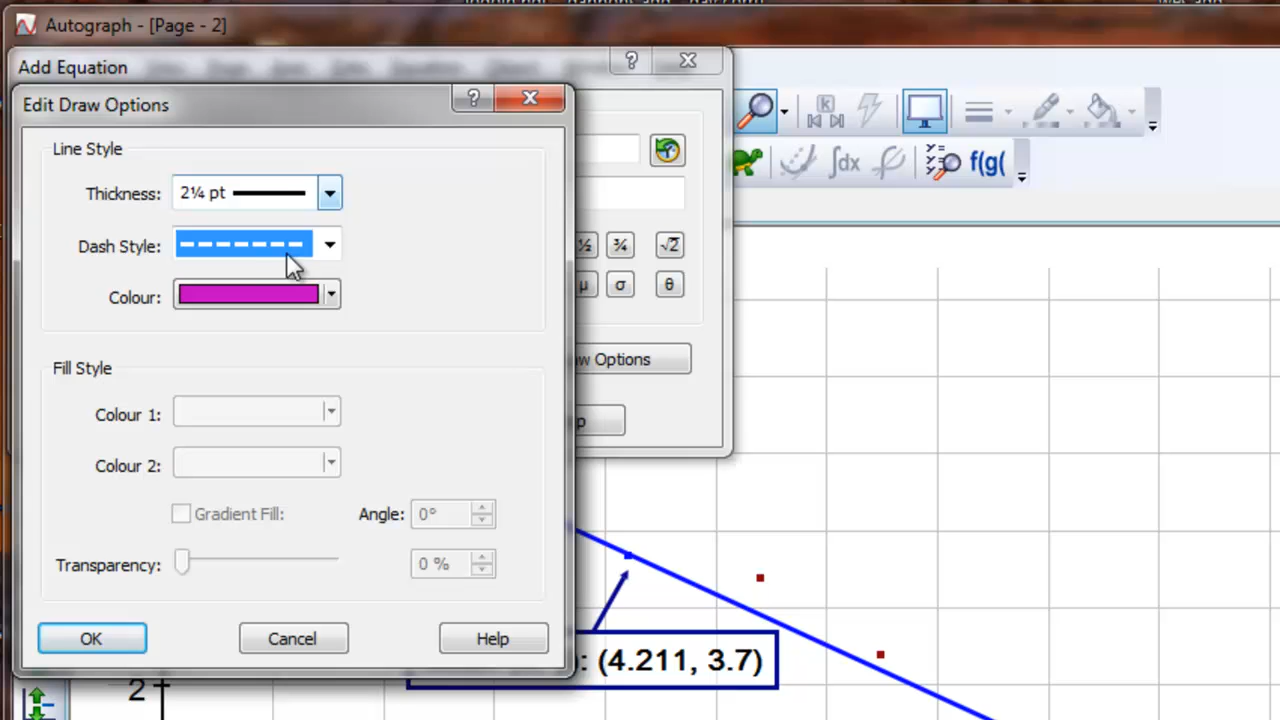 Autograph - [Page - 2]
Add Equation
Edit Draw Options
Line Style
Thickness: 2¼ pt
Dash Style:
Colour:
Fill Style
Colour 1:
Colour 2:
Gradient Fill:
Angle: 0°
Transparency:
0 %
OK
Cancel
Help
½ ¾ √2
μ σ θ
w Options
p
∫dx
f(g(
): (4.211, 3.7)
2